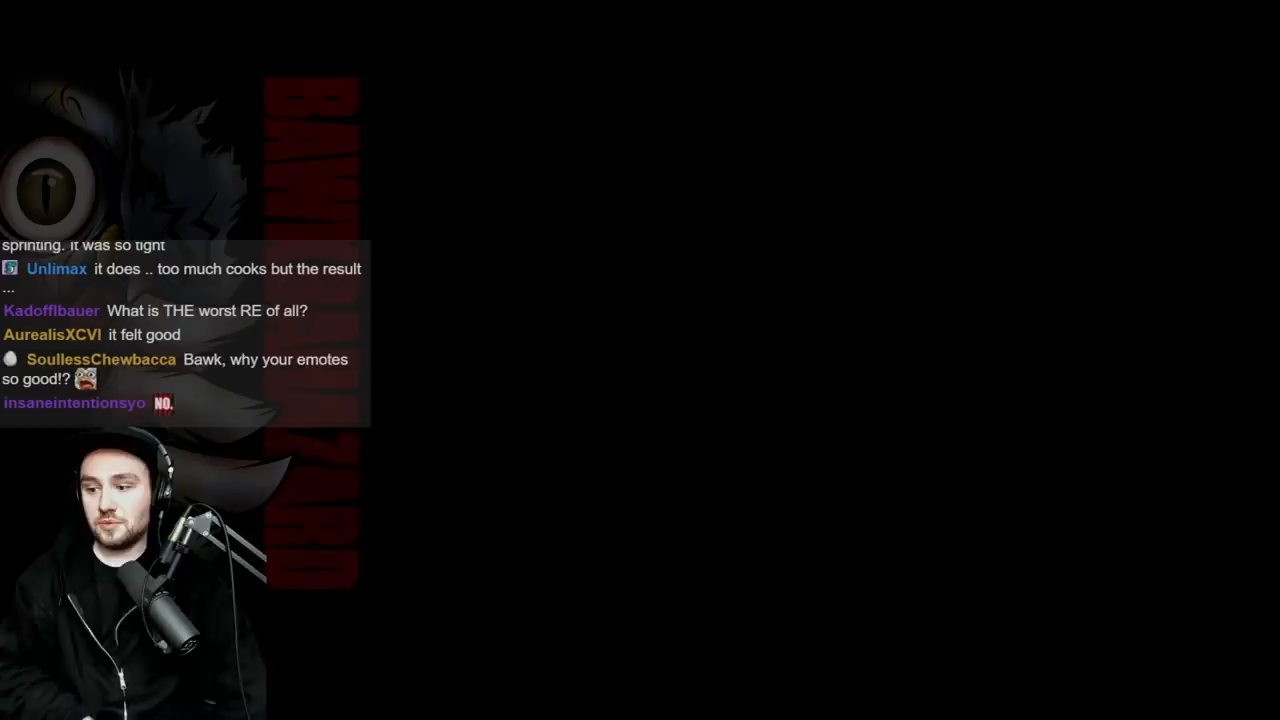 sprinting. it was so tight
Unlimax it does .. too much cooks but the result
...
Kadofflbauer What is THE worst RE of all?
AurealisXCVI it felt good
SoullessChewbacca Bawk, why your emotes
so good!?
insaneintentionsyo NO.